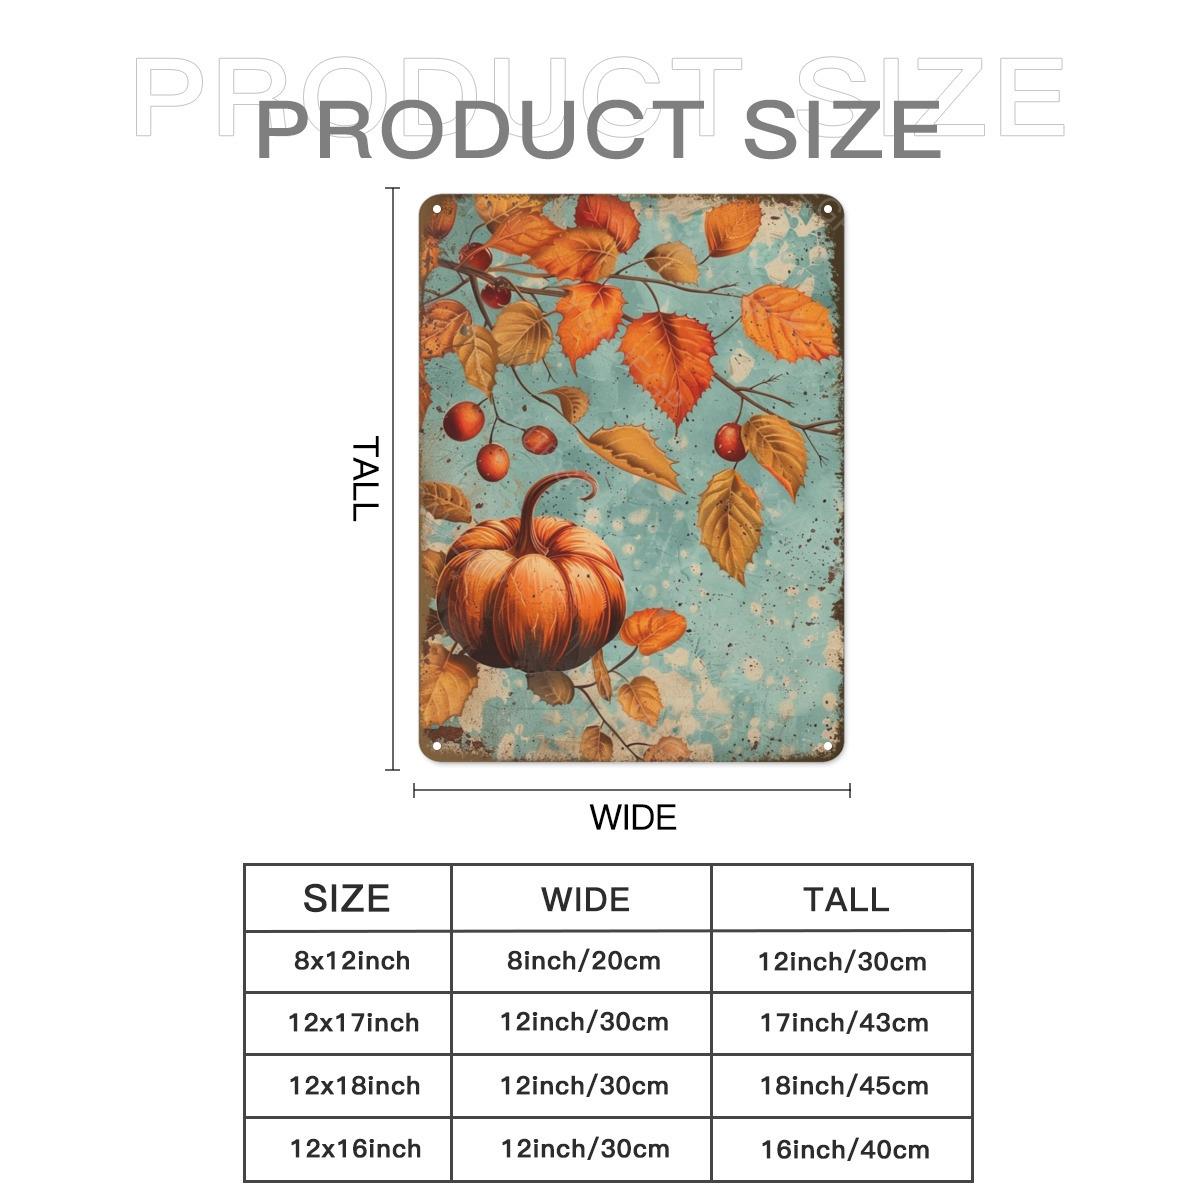 PRODUCT SIZE
PRODUCT SIZE
TALL
WIDE
SIZE WIDE TALL
8x12inch 8inch/20cm 12inch/30cm
12x17inch 12inch/30cm 17inch/43cm
12x18inch 12inch/30cm 18inch/45cm
12x16inch 12inch/30cm 16inch/40cm